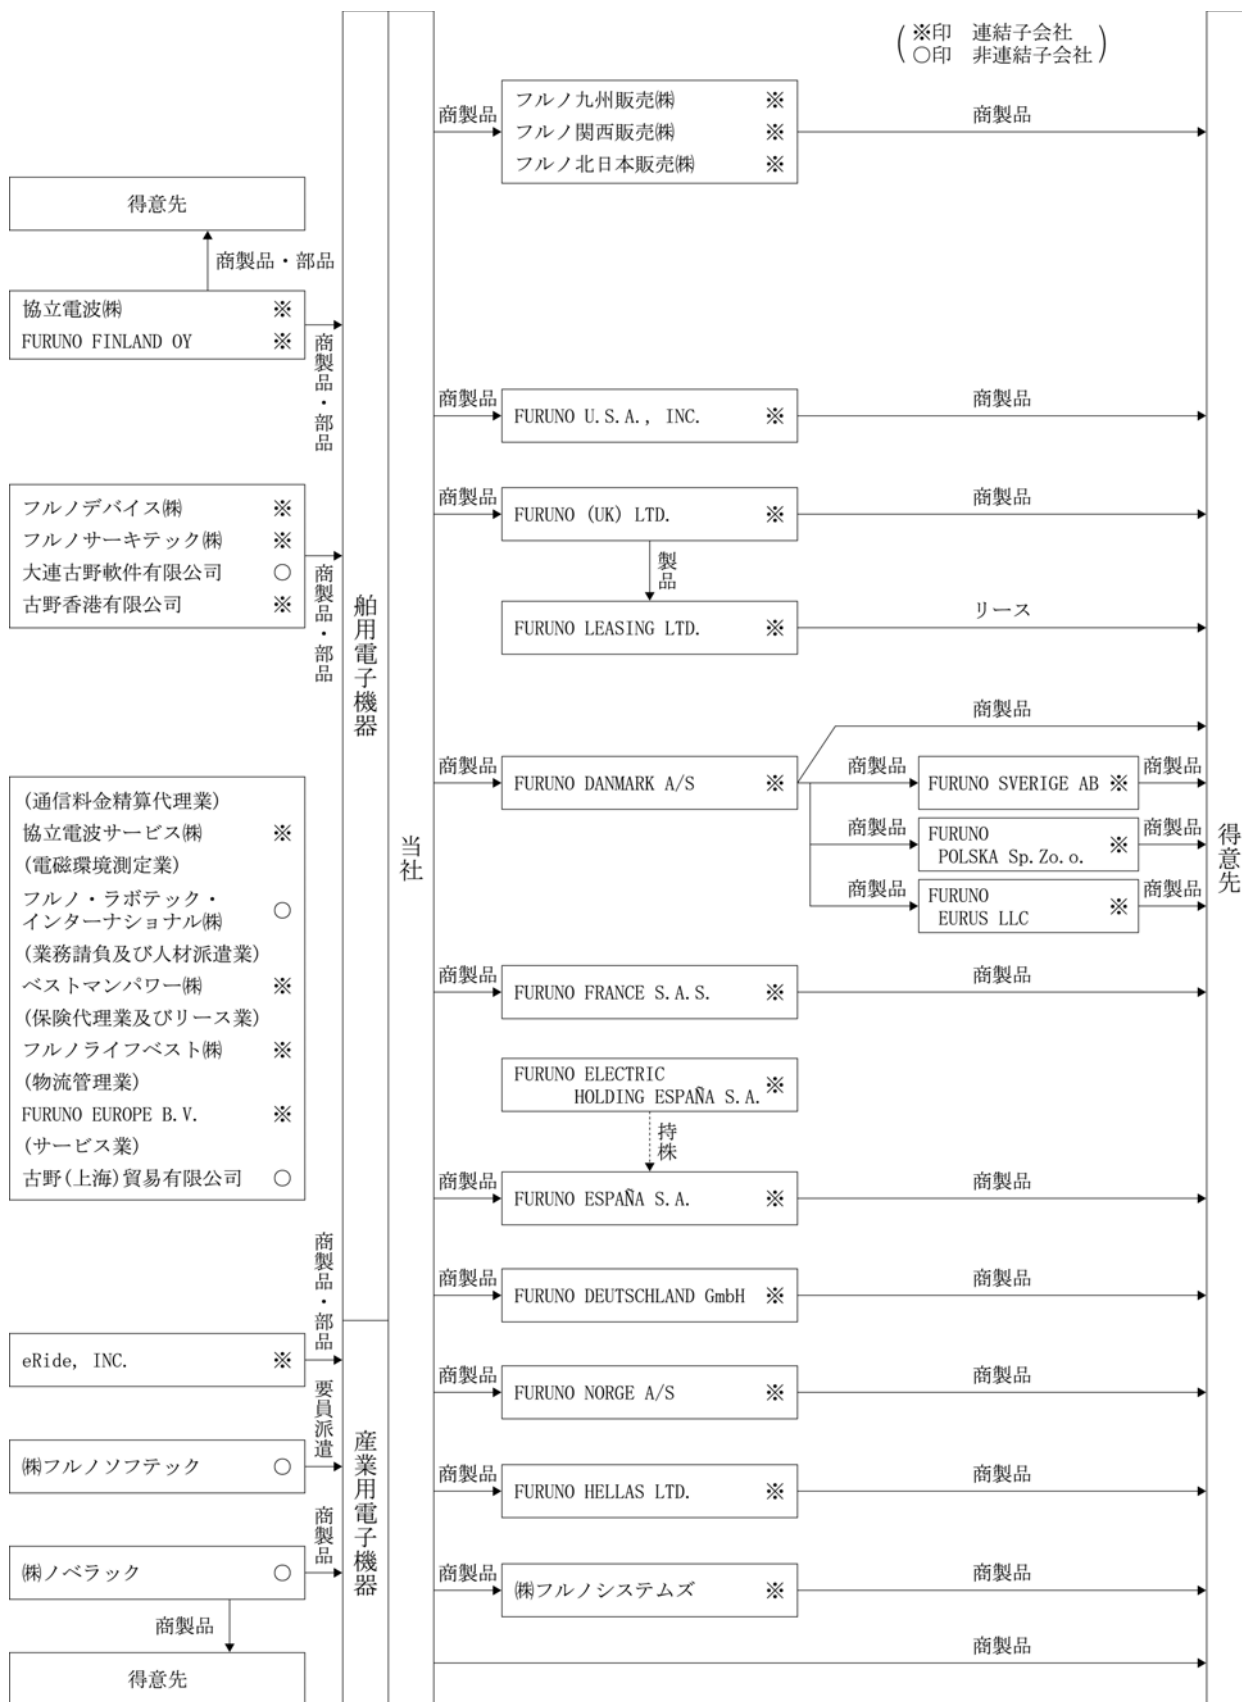 ※印 連結子会社
○印 非連結子会社
得意先
商製品・部品
協立電波㈱ ※
FURUNO FINLAND OY ※
商製品・部品
フルノデバイス㈱ ※
フルノサーキテック㈱ ※
大連古野軟件有限公司 ○
古野香港有限公司 ※
商製品・部品
(通信料金精算代理業)
協立電波サービス㈱ ※
(電磁環境測定業)
フルノ・ラボテック・
インターナショナル㈱ ○
(業務請負及び人材派遣業)
ベストマンパワー㈱ ※
(保険代理業及びリース業)
フルノライフベスト㈱ ※
(物流管理業)
FURUNO EUROPE B.V. ※
(サービス業)
古野(上海)貿易有限公司 ○
商製品・部品
eRide, INC. ※
要員派遣
㈱フルノソフテック ○
商製品
㈱ノベラック ○
商製品
得意先
舶用電子機器
産業用電子機器
当社
商製品
フルノ九州販売㈱ ※
フルノ関西販売㈱ ※
フルノ北日本販売㈱ ※
商製品
商製品
FURUNO U.S.A., INC. ※
商製品
商製品
FURUNO (UK) LTD. ※
商製品
製品
FURUNO LEASING LTD. ※
リース
商製品
FURUNO DANMARK A/S ※
商製品
商製品
FURUNO SVERIGE AB ※
商製品
商製品
FURUNO
POLSKA Sp.Zo.o. ※
商製品
商製品
FURUNO
EURUS LLC ※
商製品
商製品
FURUNO FRANCE S.A.S. ※
商製品
FURUNO ELECTRIC
HOLDING ESPAÑA S.A. ※
持株
商製品
FURUNO ESPAÑA S.A. ※
商製品
商製品
FURUNO DEUTSCHLAND GmbH ※
商製品
商製品
FURUNO NORGE A/S ※
商製品
商製品
FURUNO HELLAS LTD. ※
商製品
商製品
㈱フルノシステムズ ※
商製品
商製品
得意先